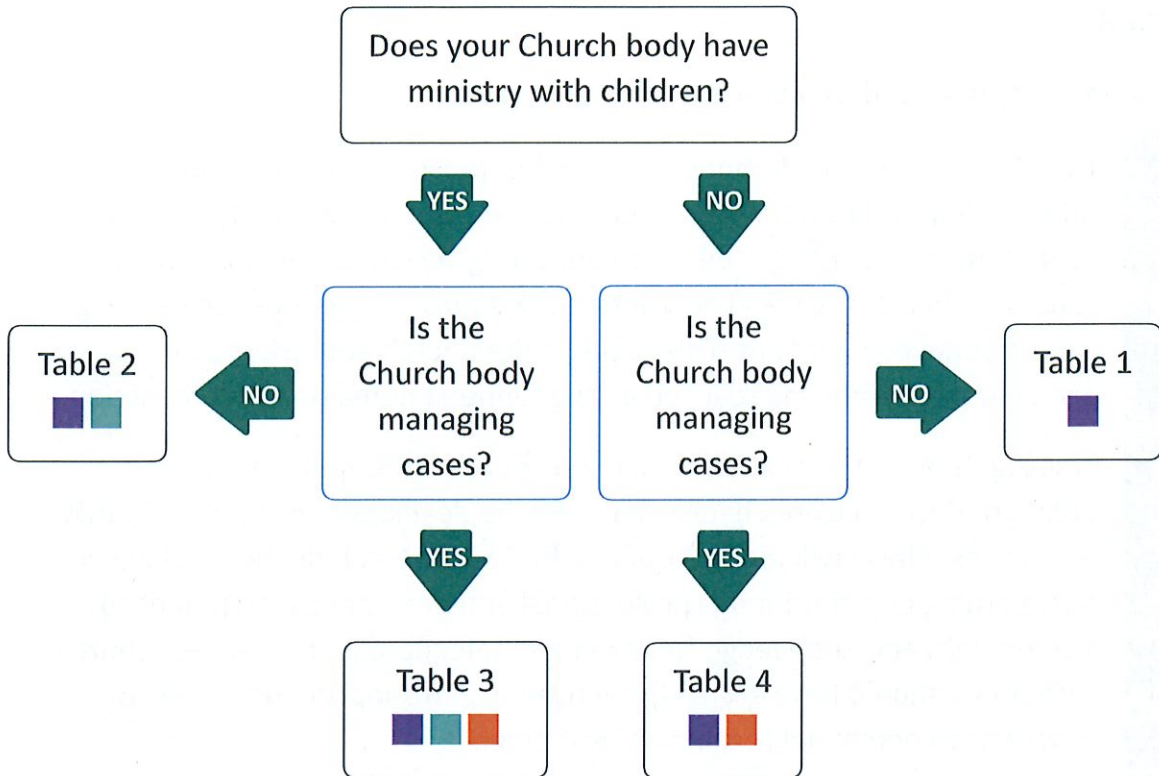 Does your Church body have
ministry with children?
YES
NO
Is the
Church body
managing
cases?
Is the
Church body
managing
cases?
Table 2
NO
NO
Table 1
YES
YES
Table 3
Table 4